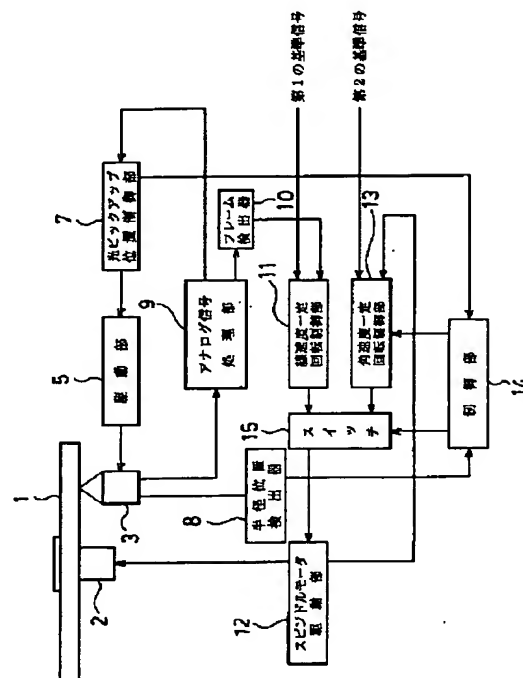 1
2
3
駆動部
5
光ピックアップ
位置制御部
7
アナログ信号
処理部
9
フレーム
検出器
10
第1の基準信号
第2の基準信号
線速度一定
回転制御部
11
角速度一定
回転制御部
13
スイッチ
15
半径位置
検出器
8
スピンドルモータ
駆動部
12
制御部
14